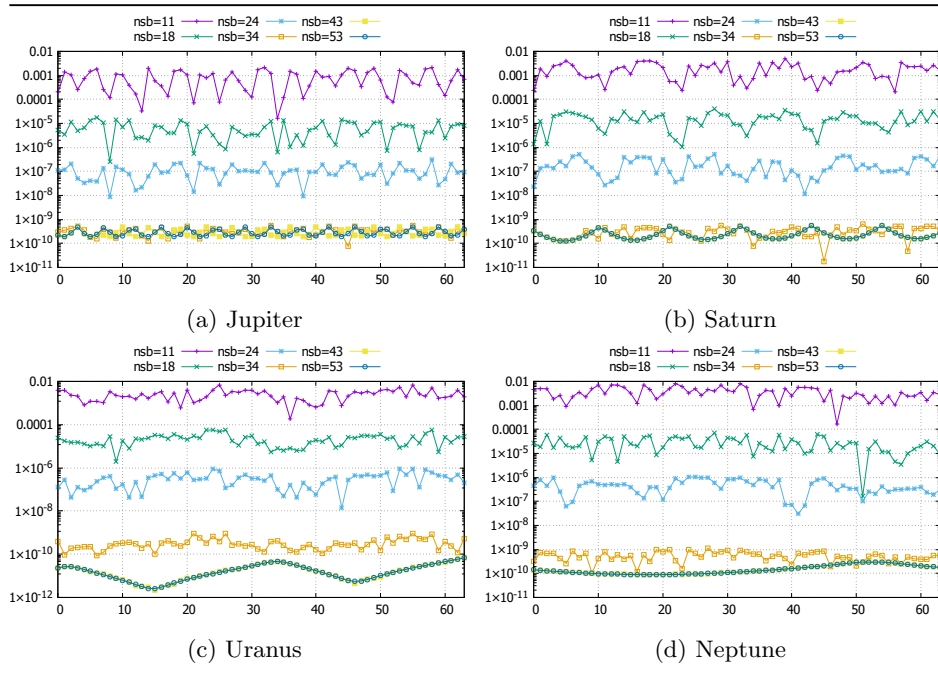 nsb=11 nsb=24 nsb=43
nsb=18 nsb=34 nsb=53
0.01
0.001
0.0001
1×10^-5
1×10^-6
1×10^-7
1×10^-8
1×10^-9
1×10^-10
1×10^-11
0 10 20 30 40 50 60
(a) Jupiter
nsb=11 nsb=24 nsb=43
nsb=18 nsb=34 nsb=53
0.01
0.001
0.0001
1×10^-5
1×10^-6
1×10^-7
1×10^-8
1×10^-9
1×10^-10
1×10^-11
0 10 20 30 40 50 60
(b) Saturn
nsb=11 nsb=24 nsb=43
nsb=18 nsb=34 nsb=53
0.01
0.0001
1×10^-6
1×10^-8
1×10^-10
1×10^-12
0 10 20 30 40 50 60
(c) Uranus
nsb=11 nsb=24 nsb=43
nsb=18 nsb=34 nsb=53
0.01
0.001
0.0001
1×10^-5
1×10^-6
1×10^-7
1×10^-8
1×10^-9
1×10^-10
1×10^-11
0 10 20 30 40 50 60
(d) Neptune